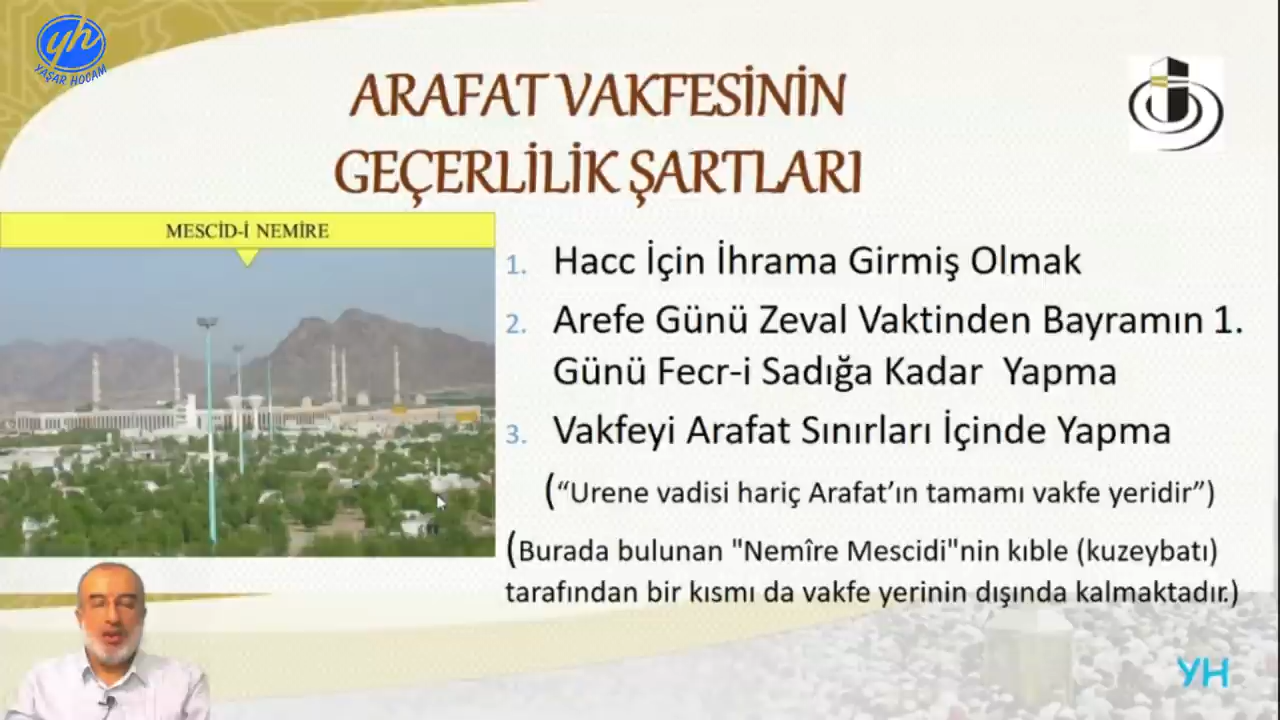 yh
YAŞAR HOCAM
ARAFAT VAKFESİNİN
GEÇERLİLİK ŞARTLARI
MESCİD-İ NEMİRE
1. Hacc İçin İhrama Girmiş Olmak
2. Arefe Günü Zeval Vaktinden Bayramın 1.
Günü Fecr-i Sadığa Kadar Yapma
3. Vakfeyi Arafat Sınırları İçinde Yapma
(“Urene vadisi hariç Arafat’ın tamamı vakfe yeridir”)
(Burada bulunan "Nemîre Mescidi"nin kıble (kuzeybatı)
tarafından bir kısmı da vakfe yerinin dışında kalmaktadır.)
YH